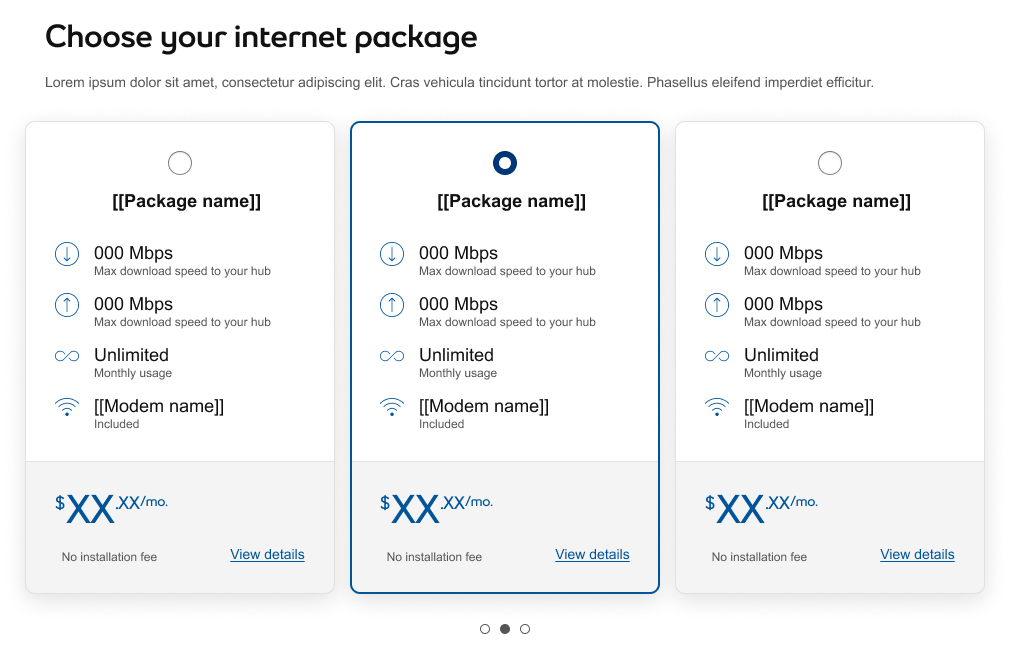 Choose your internet package
Lorem ipsum dolor sit amet, consectetur adipiscing elit. Cras vehicula tincidunt tortor at molestie. Phasellus eleifend imperdiet efficitur.
[[Package name]]
000 Mbps
Max download speed to your hub
000 Mbps
Max download speed to your hub
Unlimited
Monthly usage
[[Modem name]]
Included
$XX.XX/mo.
No installation fee
View details
[[Package name]]
000 Mbps
Max download speed to your hub
000 Mbps
Max download speed to your hub
Unlimited
Monthly usage
[[Modem name]]
Included
$XX.XX/mo.
No installation fee
View details
[[Package name]]
000 Mbps
Max download speed to your hub
000 Mbps
Max download speed to your hub
Unlimited
Monthly usage
[[Modem name]]
Included
$XX.XX/mo.
No installation fee
View details